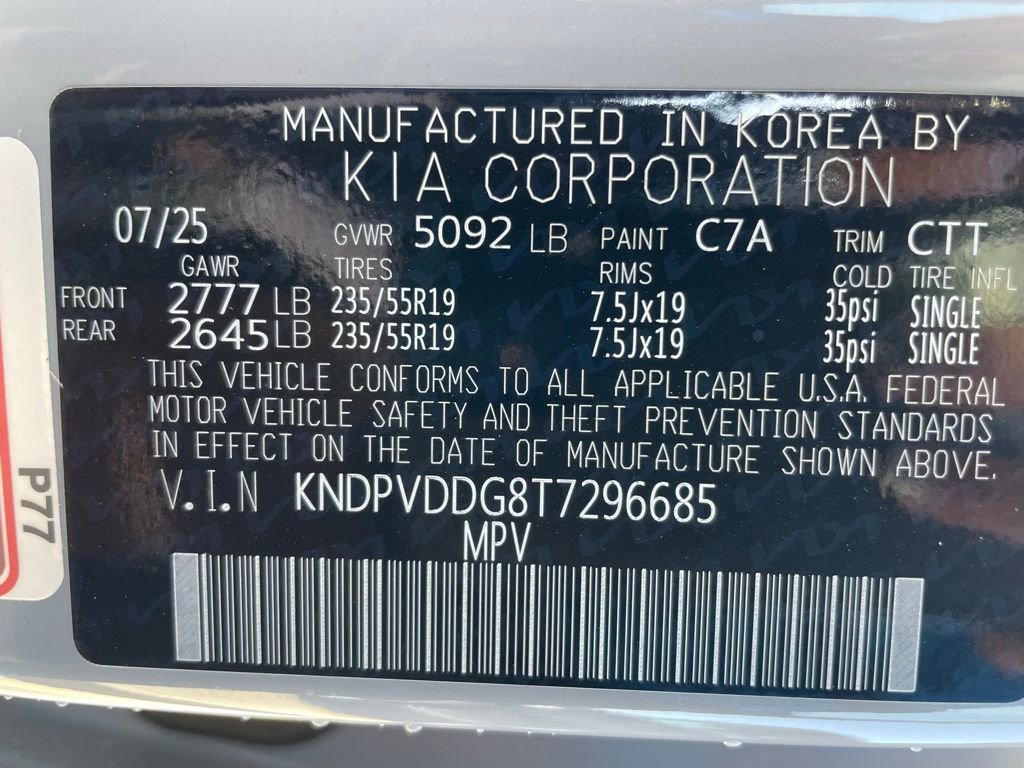 MANUFACTURED IN KOREA BY
KIA CORPORATION
07/25 GVWR 5092 LB PAINT C7A TRIM CTT
GAWR TIRES RIMS COLD TIRE INFL
FRONT 2777 LB 235/55R19 7.5Jx19 35psi SINGLE
REAR 2645 LB 235/55R19 7.5Jx19 35psi SINGLE
THIS VEHICLE CONFORMS TO ALL APPLICABLE U.S.A. FEDERAL
MOTOR VEHICLE SAFETY AND THEFT PREVENTION STANDARDS
IN EFFECT ON THE DATE OF MANUFACTURE SHOWN ABOVE.
V.I.N KNDPVDDG8T7296685
MPV
P77